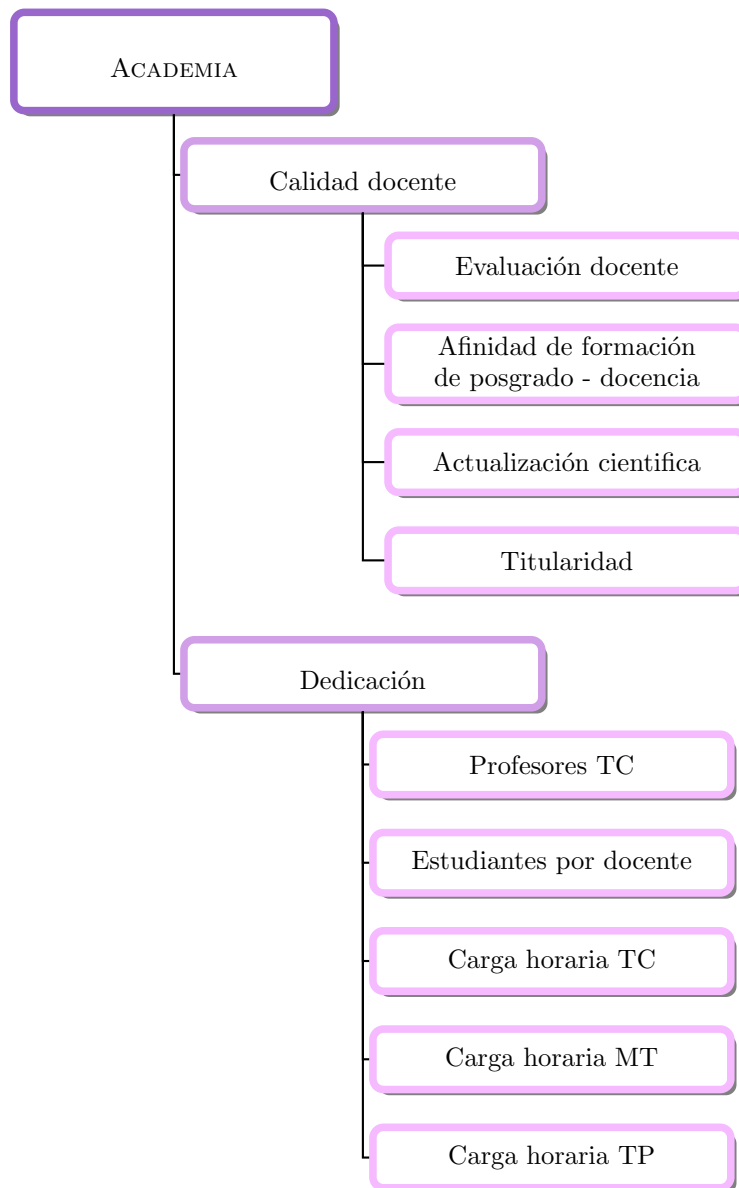 ACADEMIA
Calidad docente
Evaluación docente
Afinidad de formación
de posgrado - docencia
Actualización cientifica
Titularidad
Dedicación
Profesores TC
Estudiantes por docente
Carga horaria TC
Carga horaria MT
Carga horaria TP